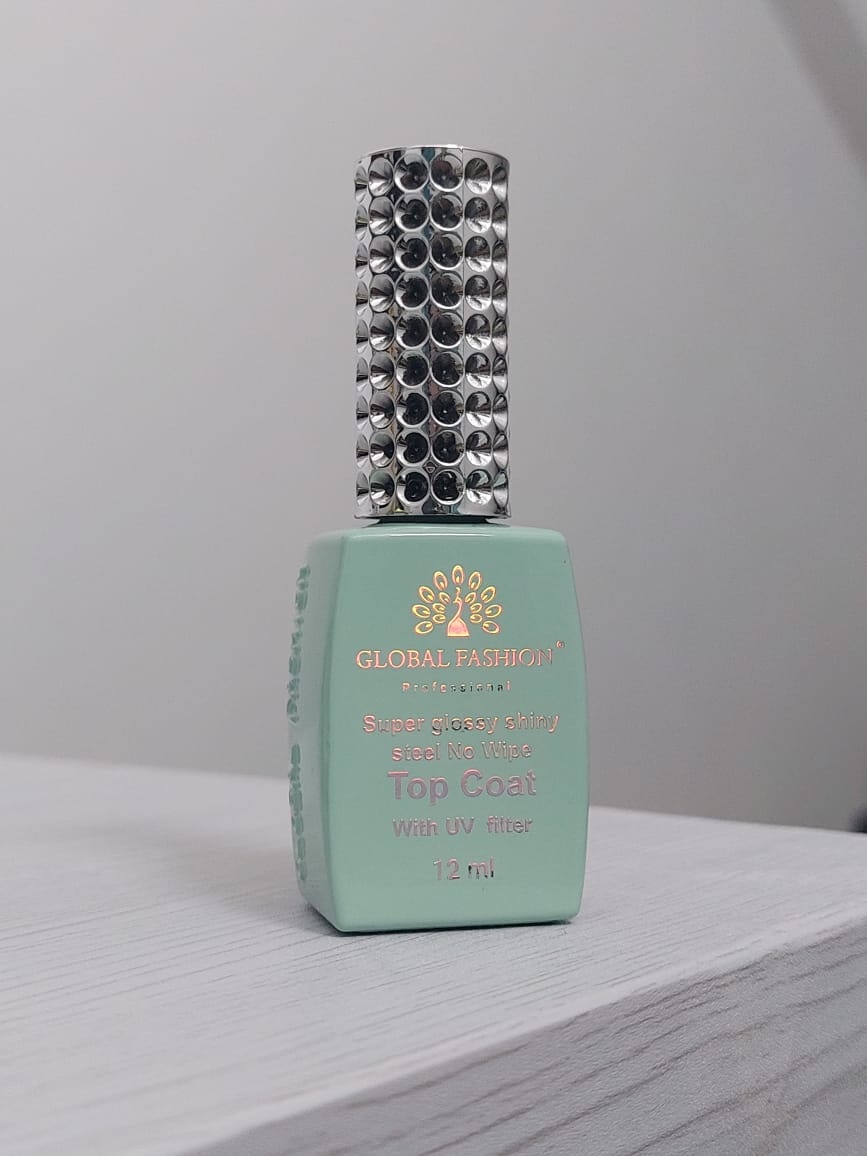 GLOBAL FASHION®
Professional
Super glossy shiny
steel No Wipe
Top Coat
With UV filter
12 ml